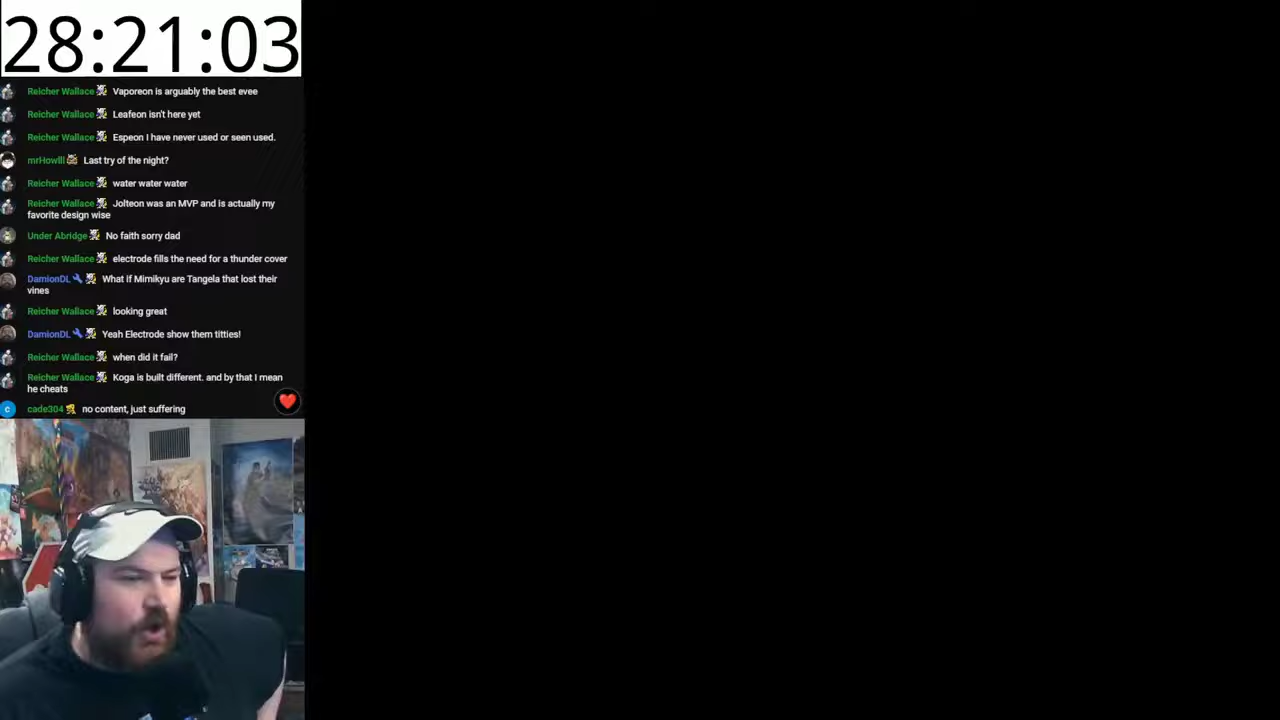 28:21:03
Reicher Wallace Vaporeon is arguably the best evee
Reicher Wallace Leafeon isn't here yet
Reicher Wallace Espeon I have never used or seen used.
mrHowlll Last try of the night?
Reicher Wallace water water water
Reicher Wallace Jolteon was an MVP and is actually my
favorite design wise
Under Abridge No faith sorry dad
Reicher Wallace electrode fills the need for a thunder cover
DamionDL What if Mimikyu are Tangela that lost their
vines
Reicher Wallace looking great
DamionDL Yeah Electrode show them titties!
Reicher Wallace when did it fail?
Reicher Wallace Koga is built different. and by that I mean
he cheats
c cade304 no content, just suffering